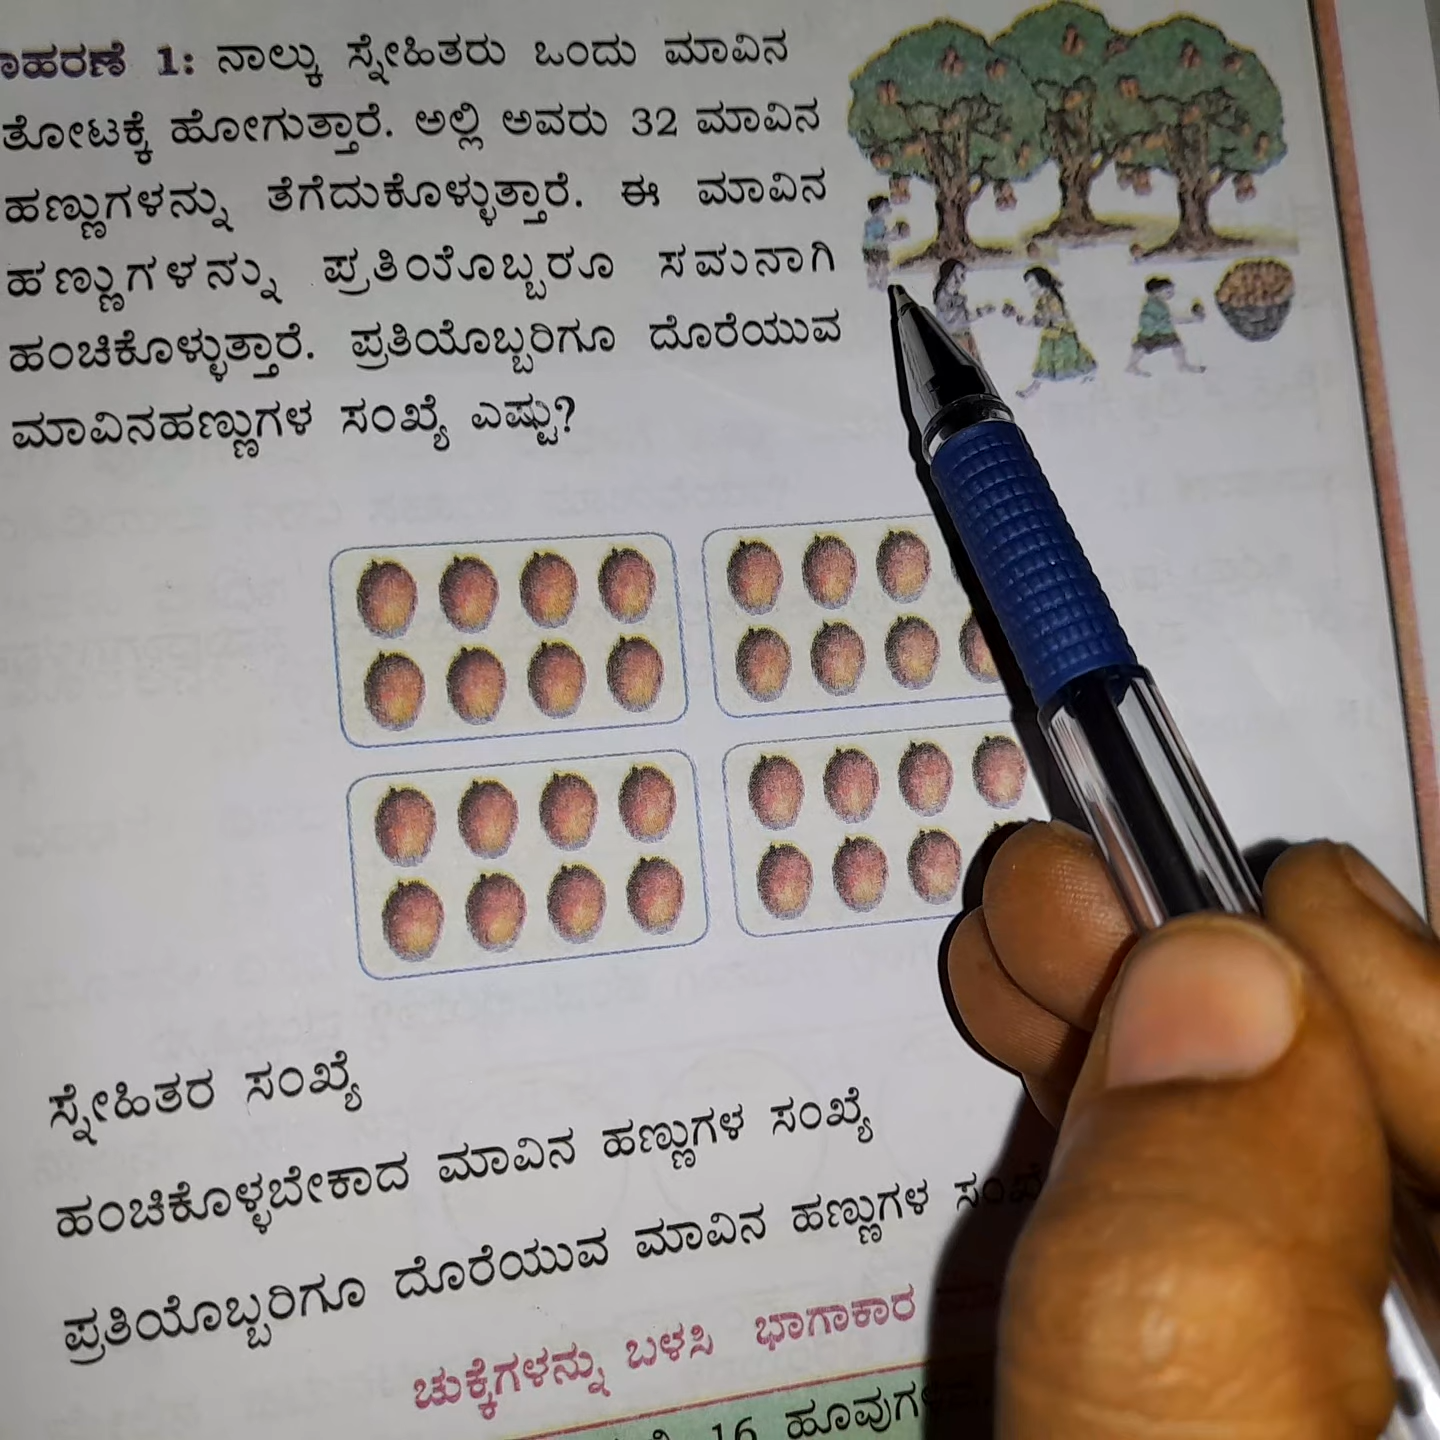 1: ನಾಲ್ಕು ಸ್ನೇಹಿತರು ಒಂದು ಮಾವಿನ
ತೋಟಕ್ಕೆ ಹೋಗುತ್ತಾರೆ. ಅಲ್ಲಿ ಅವರು 32 ಮಾವಿನ
ಹಣ್ಣುಗಳನ್ನು ತೆಗೆದುಕೊಳ್ಳುತ್ತಾರೆ. ಈ ಮಾವಿನ
ಹಣ್ಣುಗಳನ್ನು ಪ್ರತಿಯೊಬ್ಬರೂ ಸಮನಾಗಿ
ಹಂಚಿಕೊಳ್ಳುತ್ತಾರೆ. ಪ್ರತಿಯೊಬ್ಬರಿಗೂ ದೊರೆಯುವ
ಮಾವಿನಹಣ್ಣುಗಳ ಸಂಖ್ಯೆ ಎಷ್ಟು?
ಸ್ನೇಹಿತರ ಸಂಖ್ಯೆ
ಹಂಚಿಕೊಳ್ಳಬೇಕಾದ ಮಾವಿನ ಹಣ್ಣುಗಳ ಸಂಖ್ಯೆ
ಪ್ರತಿಯೊಬ್ಬರಿಗೂ ದೊರೆಯುವ ಮಾವಿನ ಹಣ್ಣುಗಳ ಸಂಖ್ಯೆ
ಚುಕ್ಕೆಗಳನ್ನು ಬಳಸಿ ಭಾಗಾಕಾರ
16